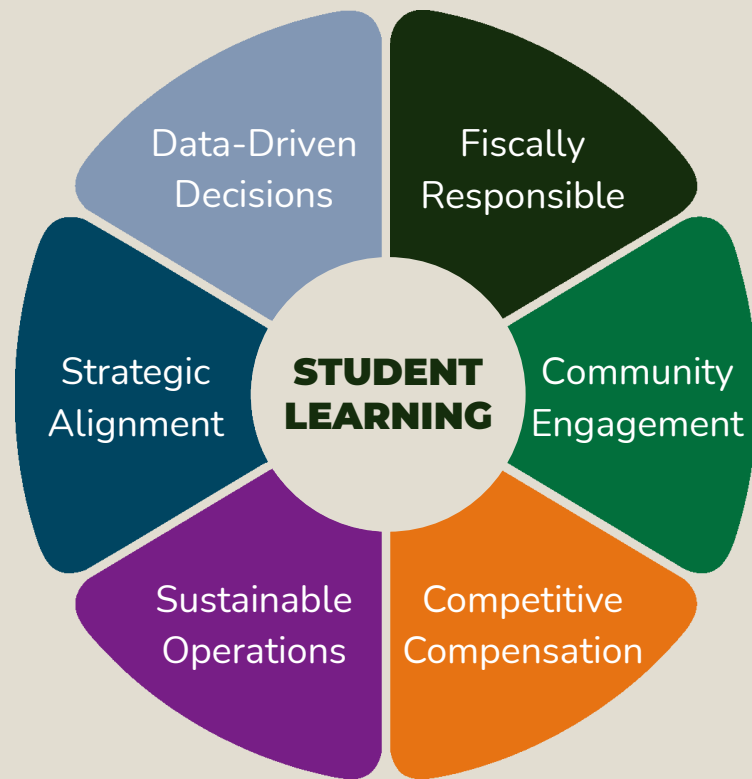 Data-Driven
Decisions
Fiscally
Responsible
Strategic
Alignment
STUDENT
LEARNING
Community
Engagement
Sustainable
Operations
Competitive
Compensation